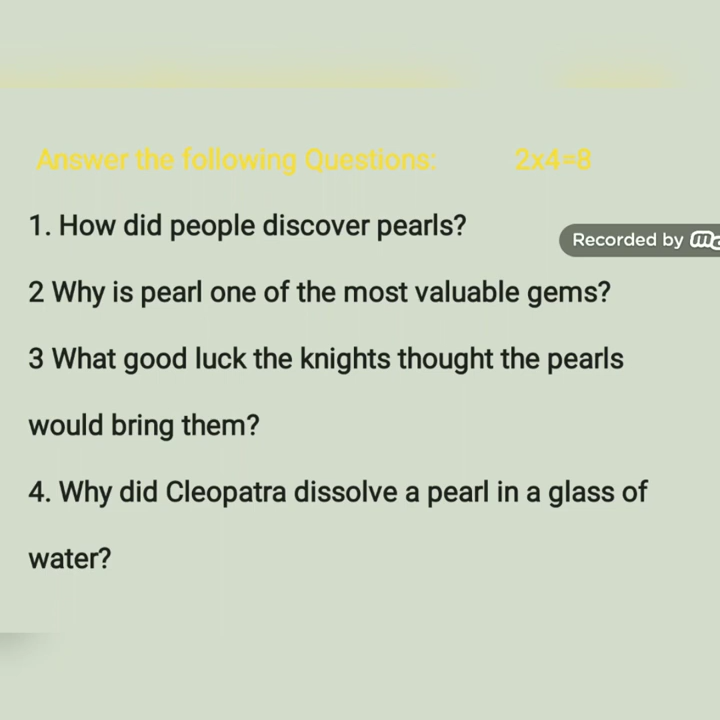 Answer the following Questions: 2x4=8
1. How did people discover pearls?
Recorded by
2 Why is pearl one of the most valuable gems?
3 What good luck the knights thought the pearls
would bring them?
4. Why did Cleopatra dissolve a pearl in a glass of
water?